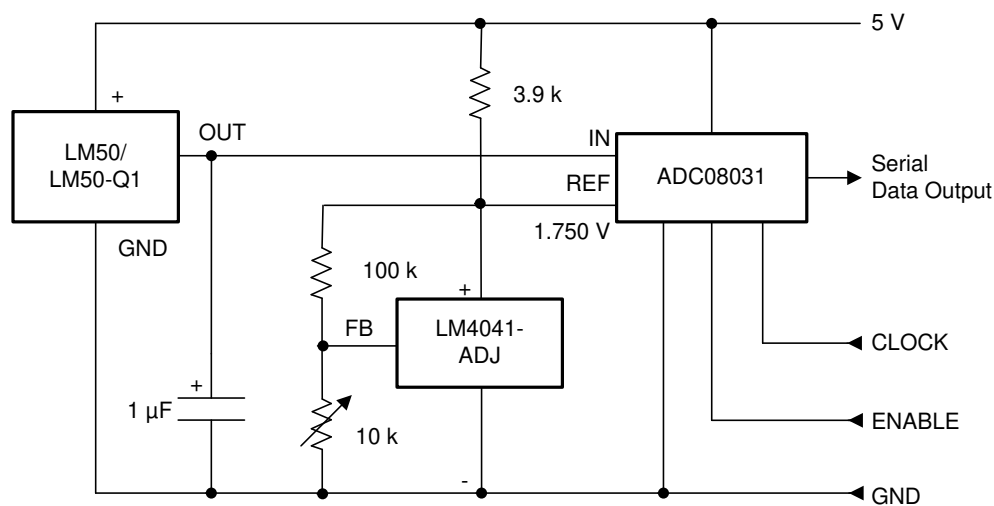 5 V
+
3.9 k
OUT
IN
LM50/
LM50-Q1
ADC08031
Serial
Data Output
REF
1.750 V
GND
100 k
+
FB
LM4041-
ADJ
CLOCK
+
1 µF
10 k
ENABLE
-
GND